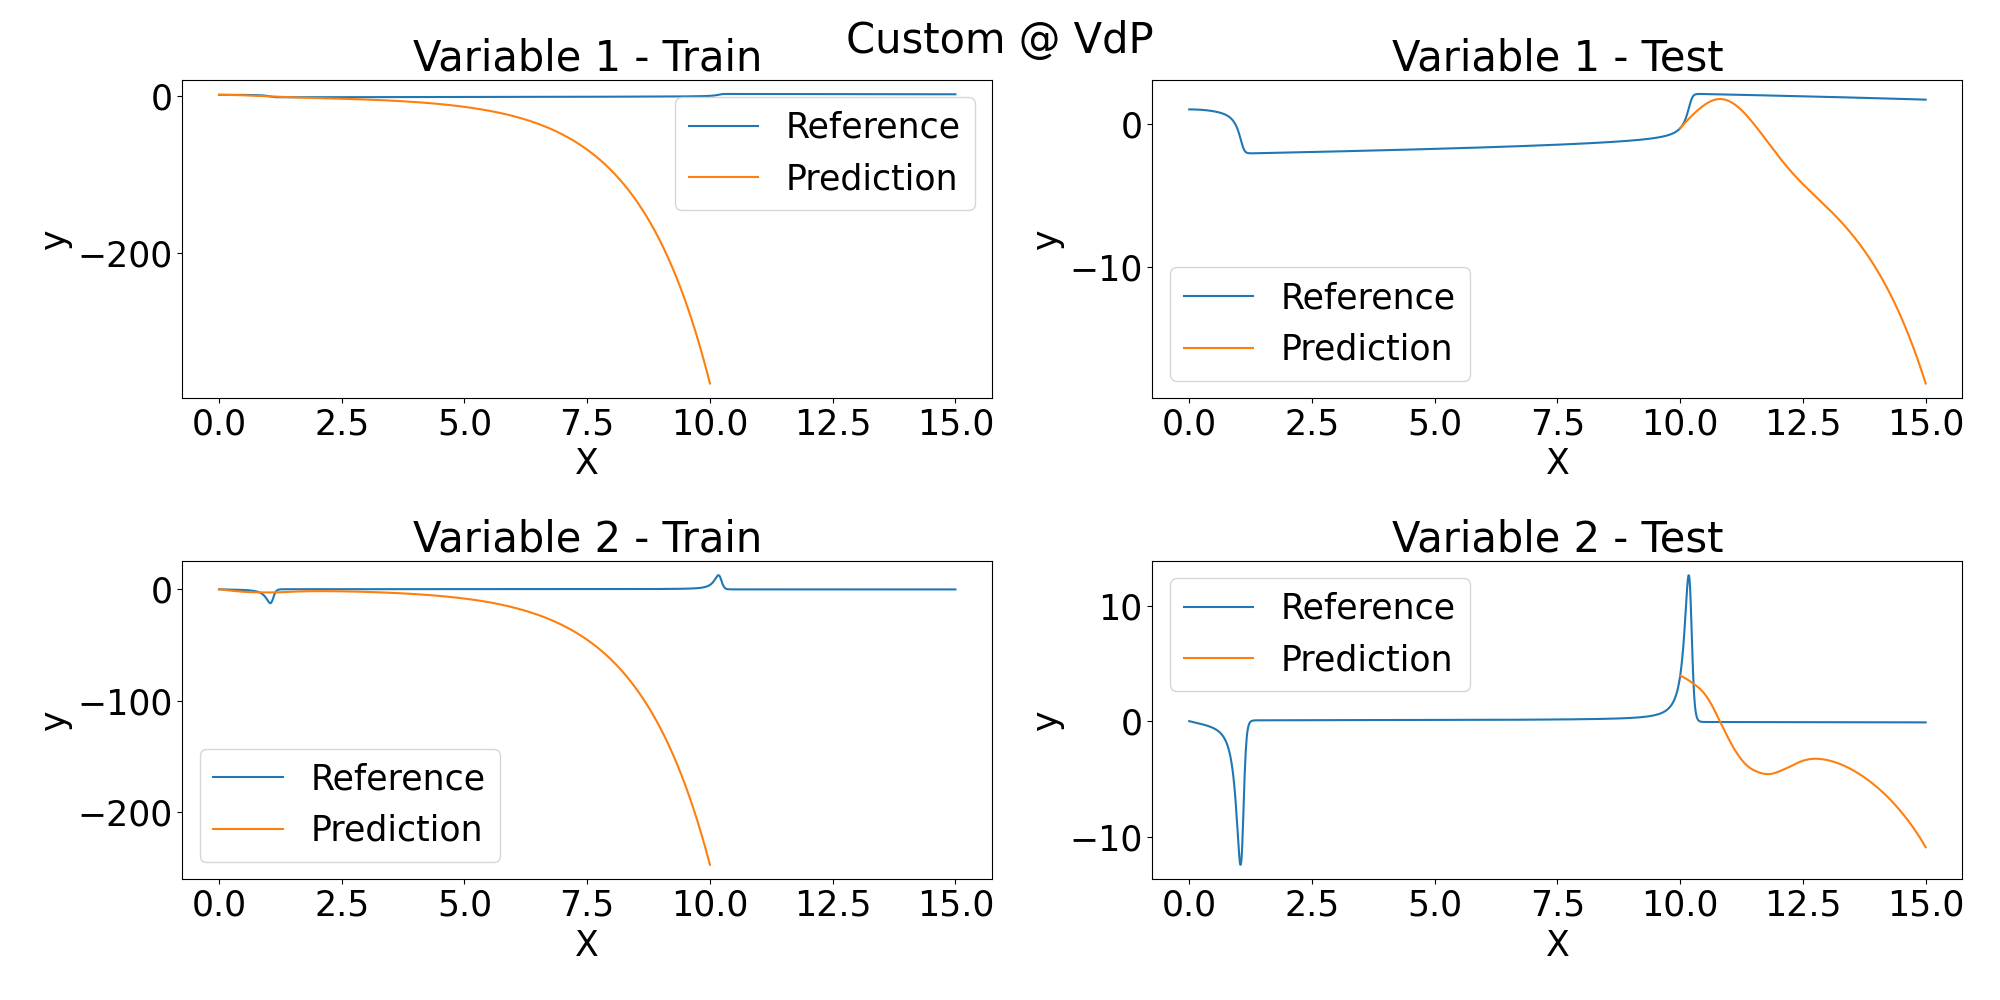 Custom @ VdP
Variable 1 - Train
0
−200
y
Reference
Prediction
0.0 2.5 5.0 7.5 10.0 12.5 15.0
X
Variable 1 - Test
0
−10
y
Reference
Prediction
0.0 2.5 5.0 7.5 10.0 12.5 15.0
X
Variable 2 - Train
0
−100
−200
y
Reference
Prediction
0.0 2.5 5.0 7.5 10.0 12.5 15.0
X
Variable 2 - Test
10
0
−10
y
Reference
Prediction
0.0 2.5 5.0 7.5 10.0 12.5 15.0
X